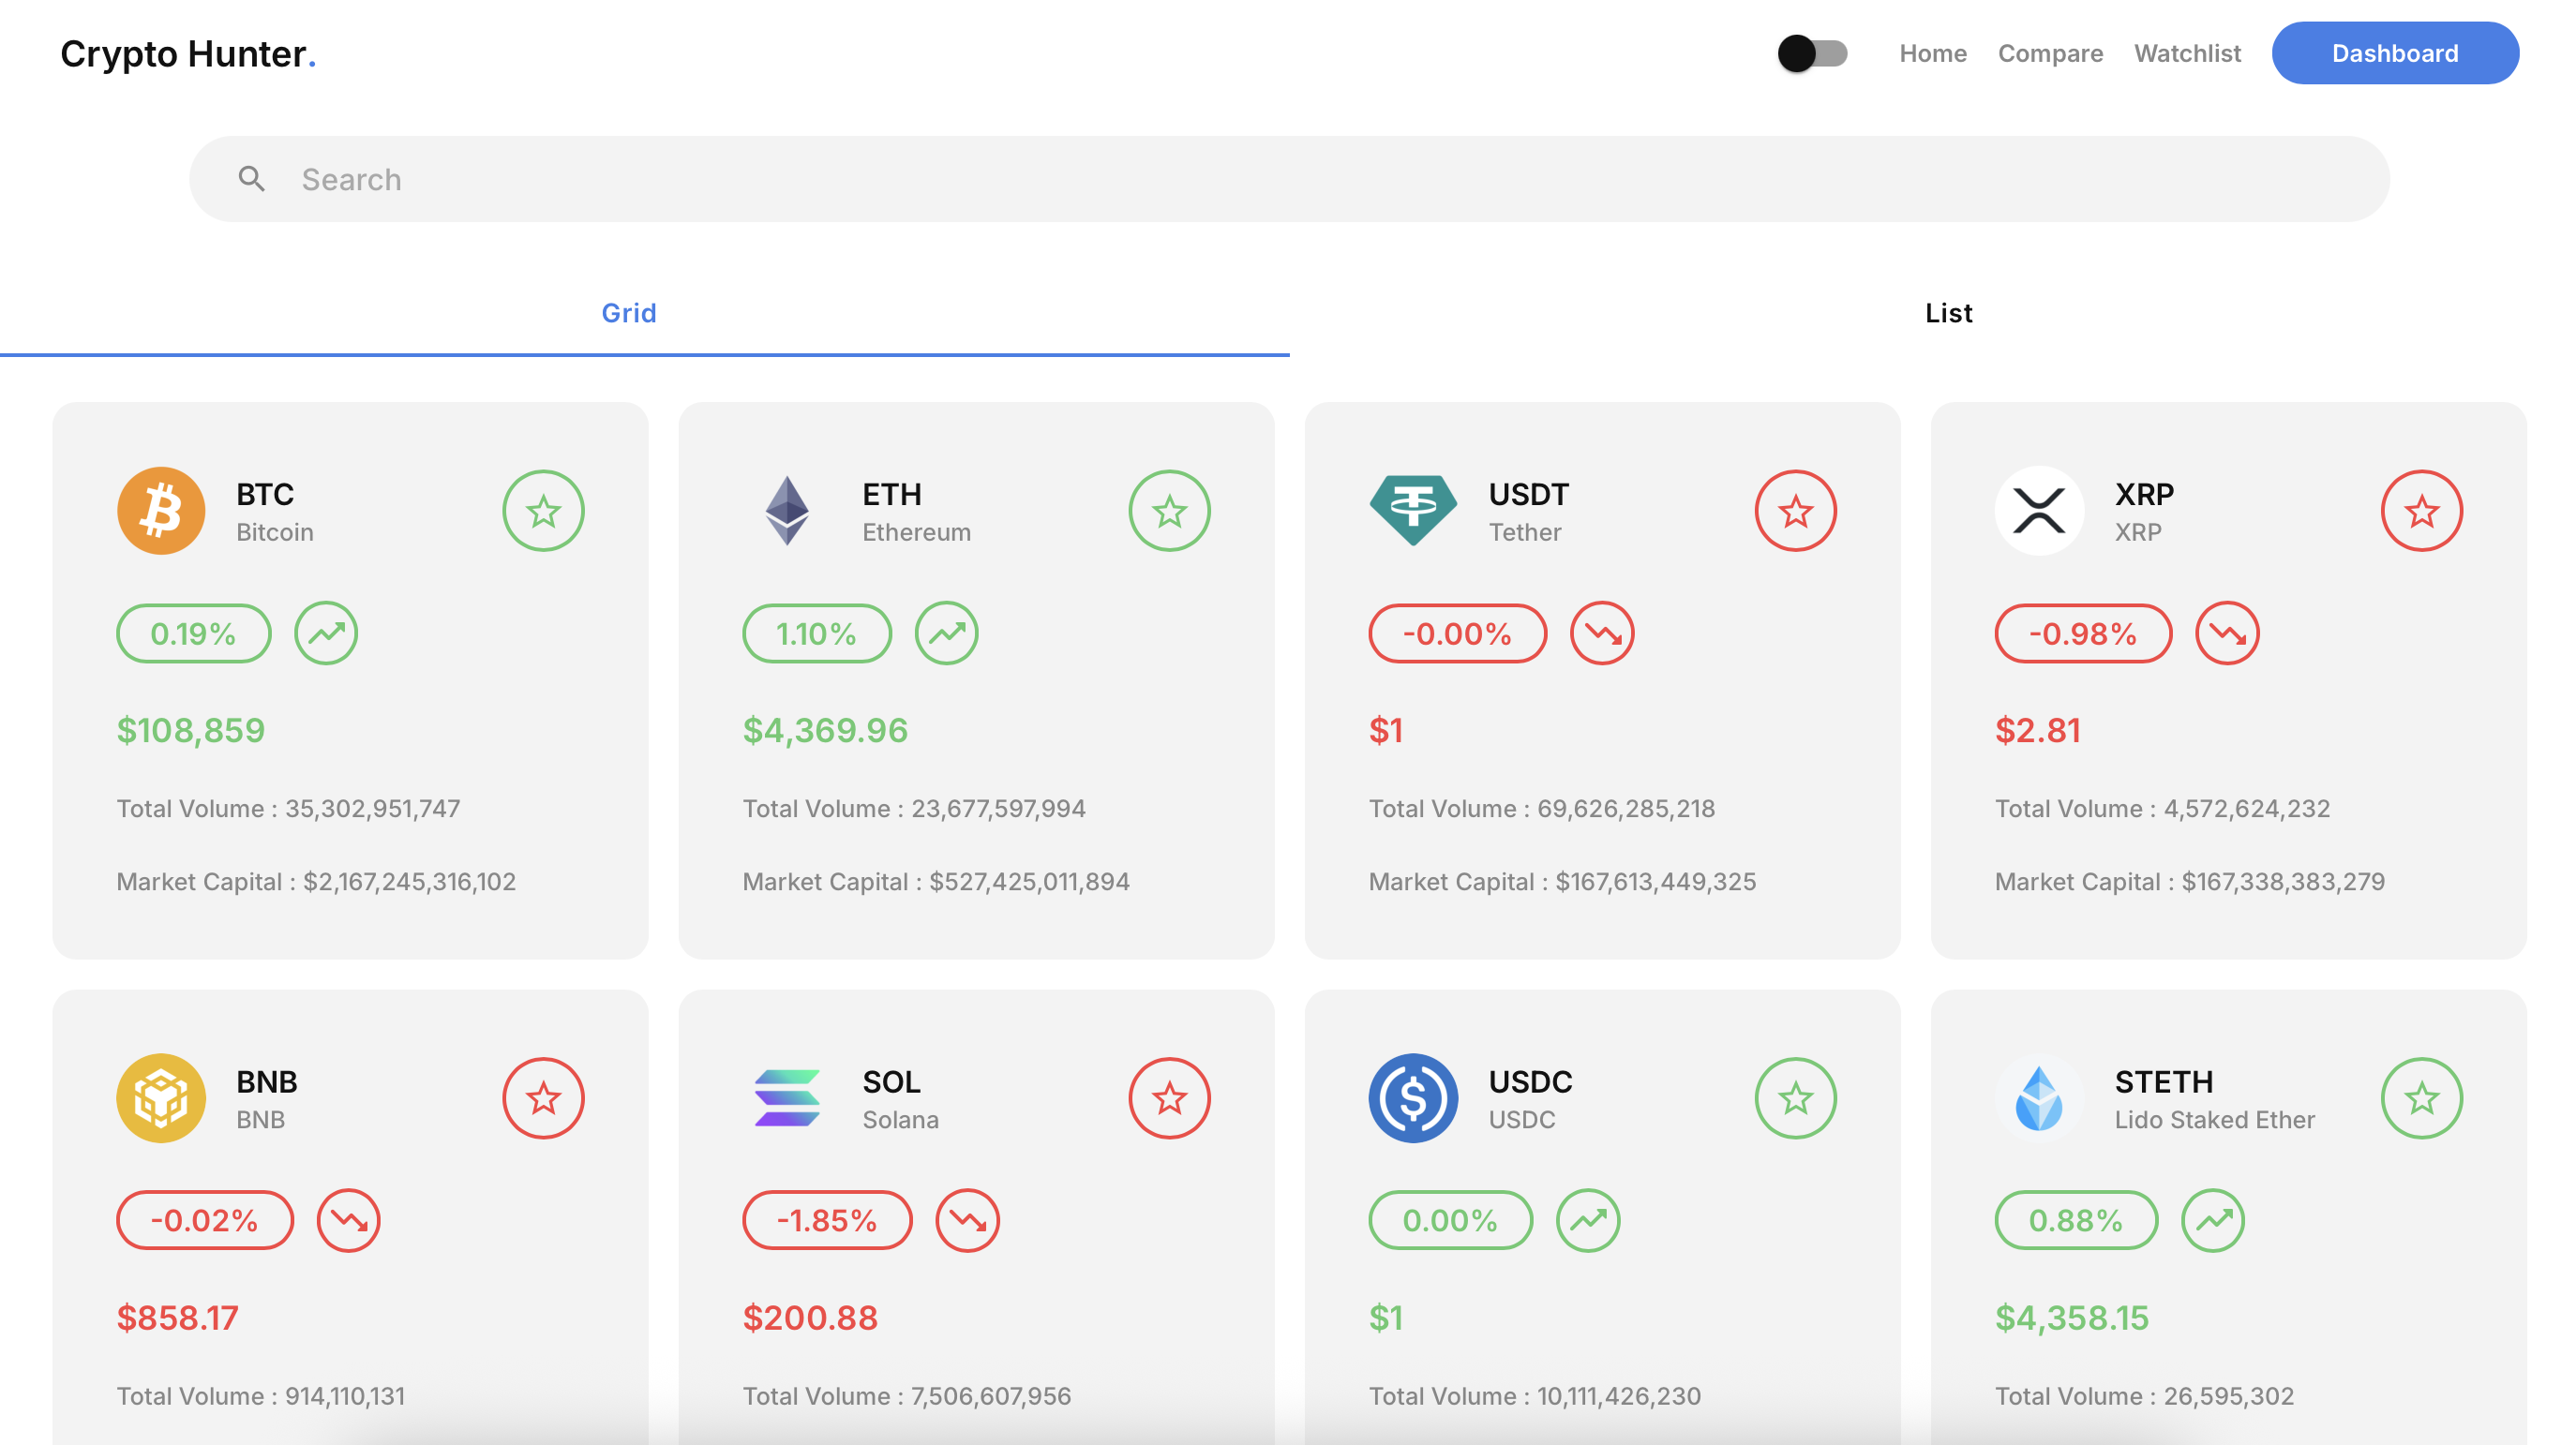 Crypto Hunter.
Home Compare Watchlist Dashboard
Search
Grid
List
BTC
Bitcoin
0.19%
$108,859
Total Volume : 35,302,951,747
Market Capital : $2,167,245,316,102
ETH
Ethereum
1.10%
$4,369.96
Total Volume : 23,677,597,994
Market Capital : $527,425,011,894
USDT
Tether
-0.00%
$1
Total Volume : 69,626,285,218
Market Capital : $167,613,449,325
XRP
XRP
-0.98%
$2.81
Total Volume : 4,572,624,232
Market Capital : $167,338,383,279
BNB
BNB
-0.02%
$858.17
Total Volume : 914,110,131
SOL
Solana
-1.85%
$200.88
Total Volume : 7,506,607,956
USDC
USDC
0.00%
$1
Total Volume : 10,111,426,230
STETH
Lido Staked Ether
0.88%
$4,358.15
Total Volume : 26,595,302